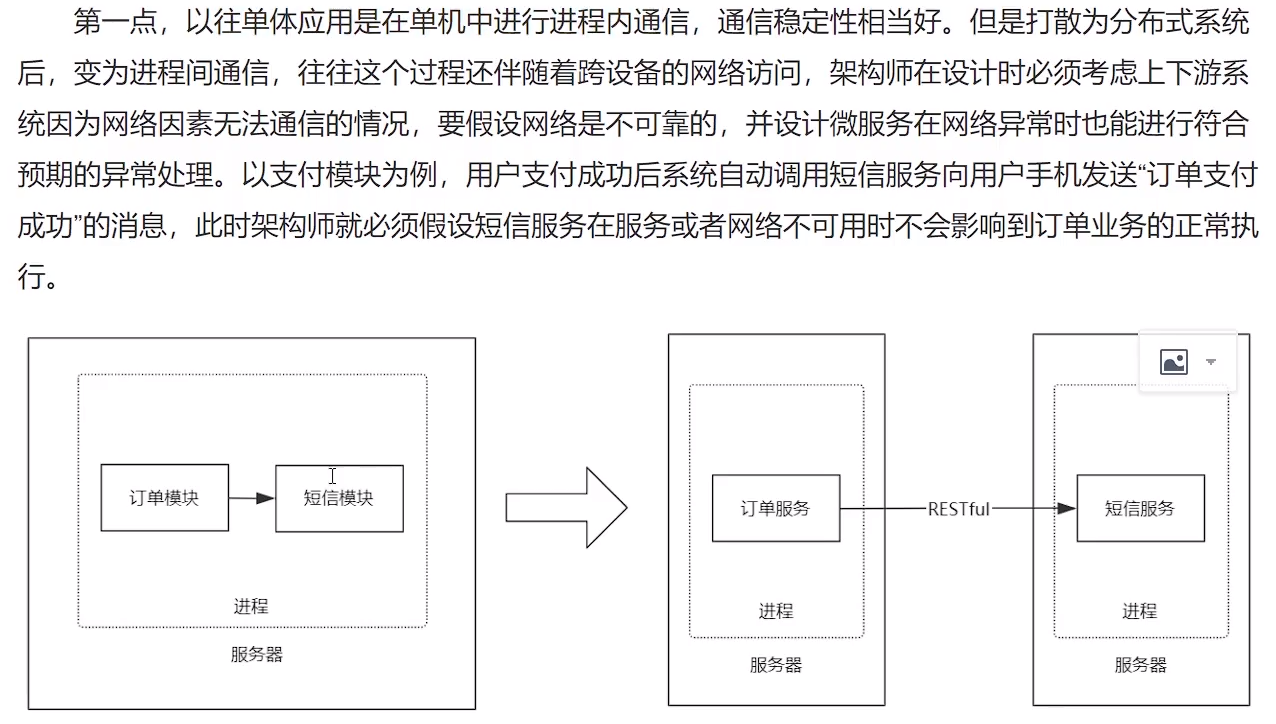 第一点，以往单体应用是在单机中进行进程内通信，通信稳定性相当好。但是打散为分布式系统
后，变为进程间通信，往往这个过程还伴随着跨设备的网络访问，架构师在设计时必须考虑上下游系
统因为网络因素无法通信的情况，要假设网络是不可靠的，并设计微服务在网络异常时也能进行符合
预期的异常处理。以支付模块为例，用户支付成功后系统自动调用短信服务向用户手机发送“订单支付
成功”的消息，此时架构师就必须假设短信服务在服务或者网络不可用时不会影响到订单业务的正常执
行。
订单模块
短信模块
进程
服务器
订单服务
RESTful
短信服务
进程
进程
服务器
服务器